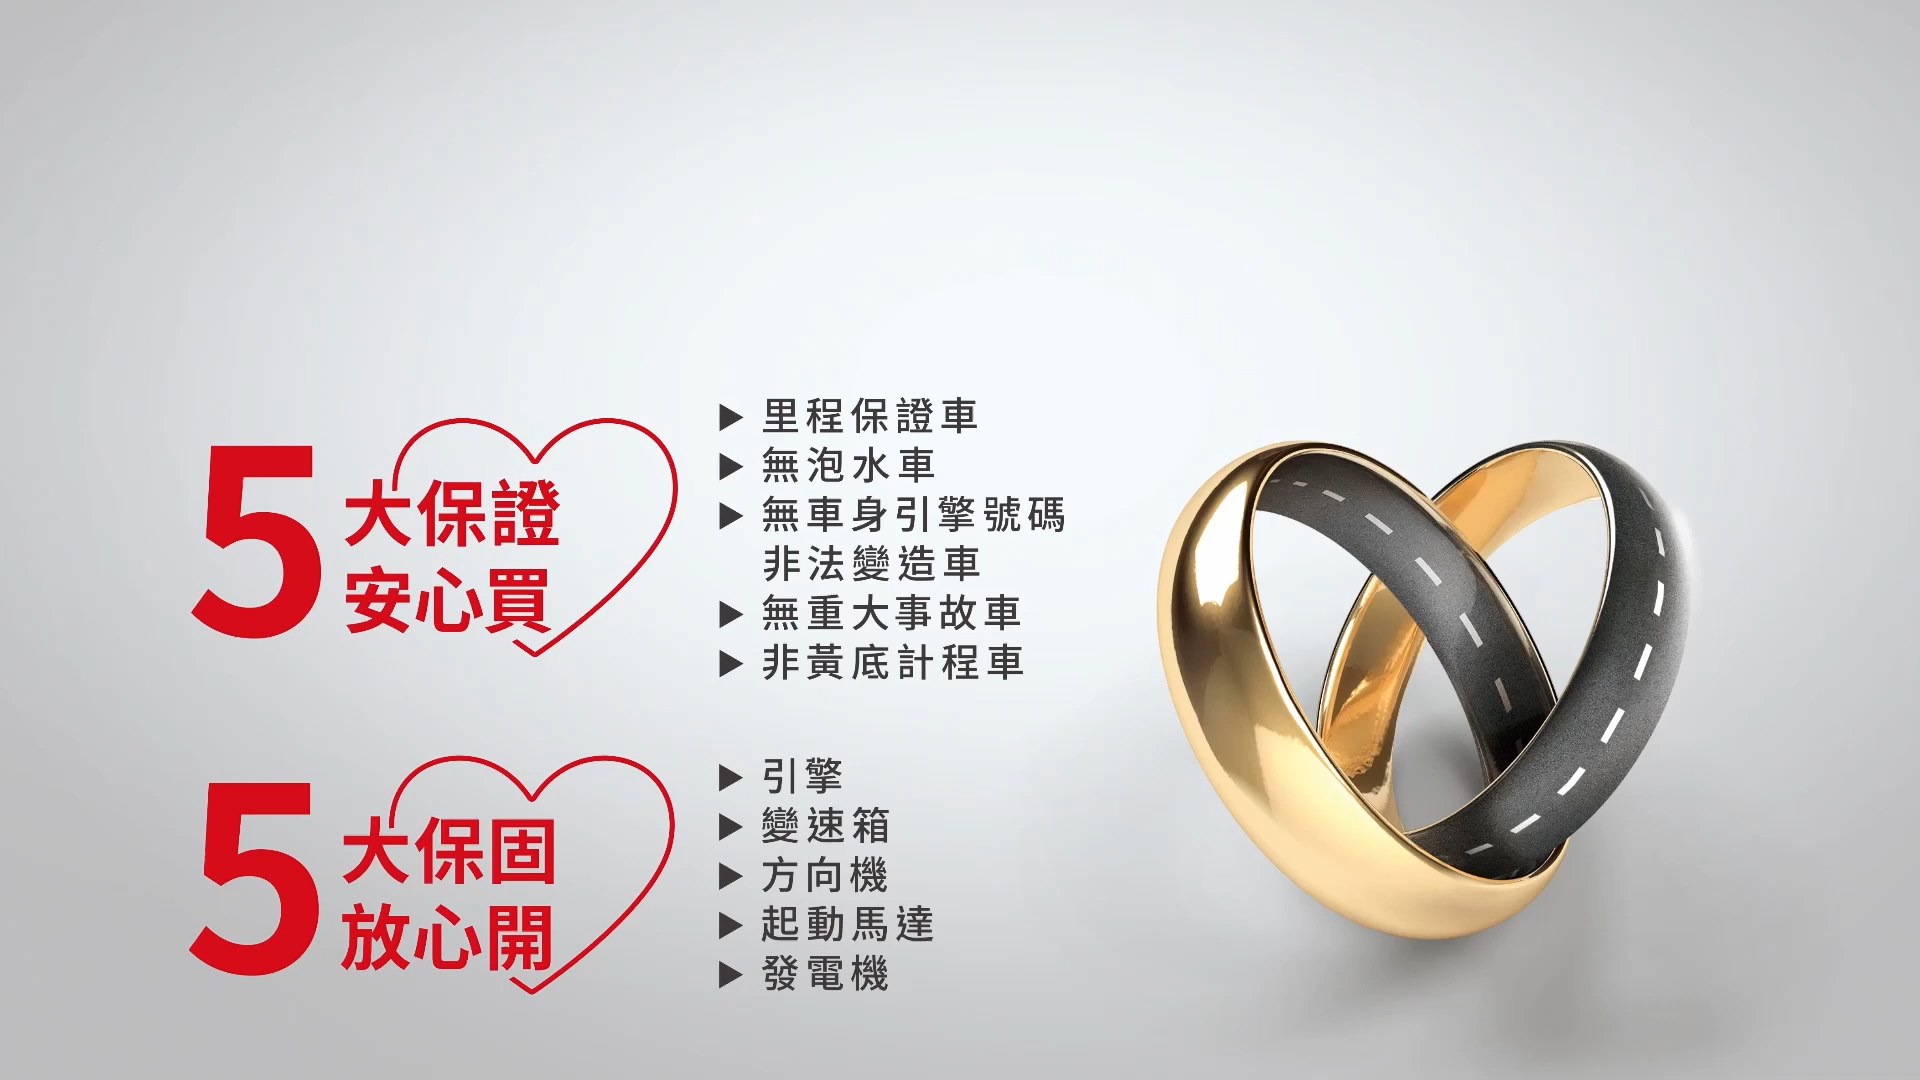 5大保證
安心買
▶ 里程保證車
▶ 無泡水車
▶ 無車身引擎號碼
非法變造車
▶ 無重大事故車
▶ 非黃底計程車
5大保固
放心開
▶ 引擎
▶ 變速箱
▶ 方向機
▶ 起動馬達
▶ 發電機